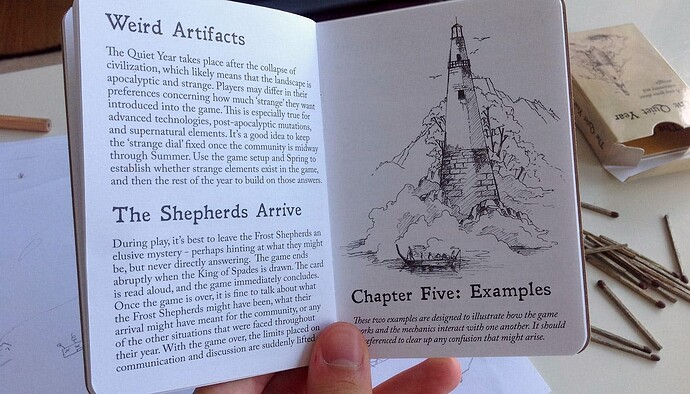 Weird Artifacts
The Quiet Year takes place after the collapse of
civilization, which likely means that the landscape is
apocalyptic and strange. Players may differ in their
preferences concerning how much 'strange' they want
introduced into the game. This is especially true for
advanced technologies, post-apocalyptic mutations,
and supernatural elements. It's a good idea to keep
the 'strange dial' fixed once the community is midway
through Summer. Use the game setup and Spring to
establish whether strange elements exist in the game,
and then the rest of the year to build on those answers.
The Shepherds Arrive
During play, it's best to leave the Frost Shepherds an
elusive mystery - perhaps hinting at what they might
be, but never directly answering. The game ends
abruptly when the King of Spades is drawn. The card
is read aloud, and the game immediately concludes.
Once the game is over, it is fine to talk about what
the Frost Shepherds might have been, what their
arrival might have meant for the community, or any
of the other situations that were faced throughout
their year. With the game over, the limits placed on
communication and discussion are suddenly lifted
Chapter Five: Examples
These two examples are designed to illustrate how the game
and the mechanics interact with one another. It should
referenced to clear up any confusion that might arise.
The Quiet Year